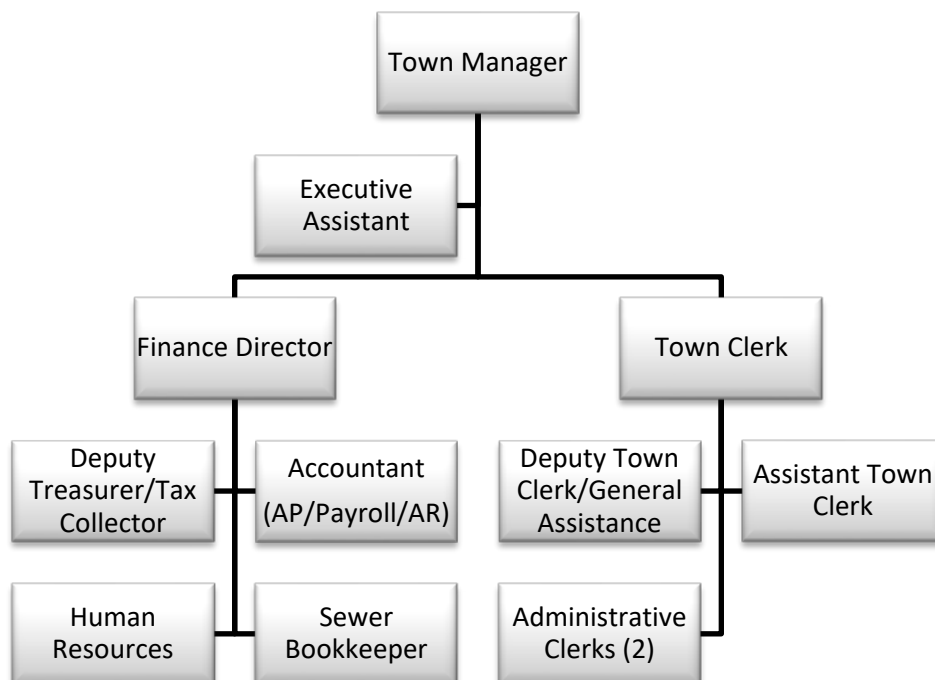 Town Manager
Executive
Assistant
Finance Director
Town Clerk
Deputy
Treasurer/Tax
Collector
Accountant
(AP/Payroll/AR)
Deputy Town
Clerk/General
Assistance
Assistant Town
Clerk
Human
Resources
Sewer
Bookkeeper
Administrative
Clerks (2)